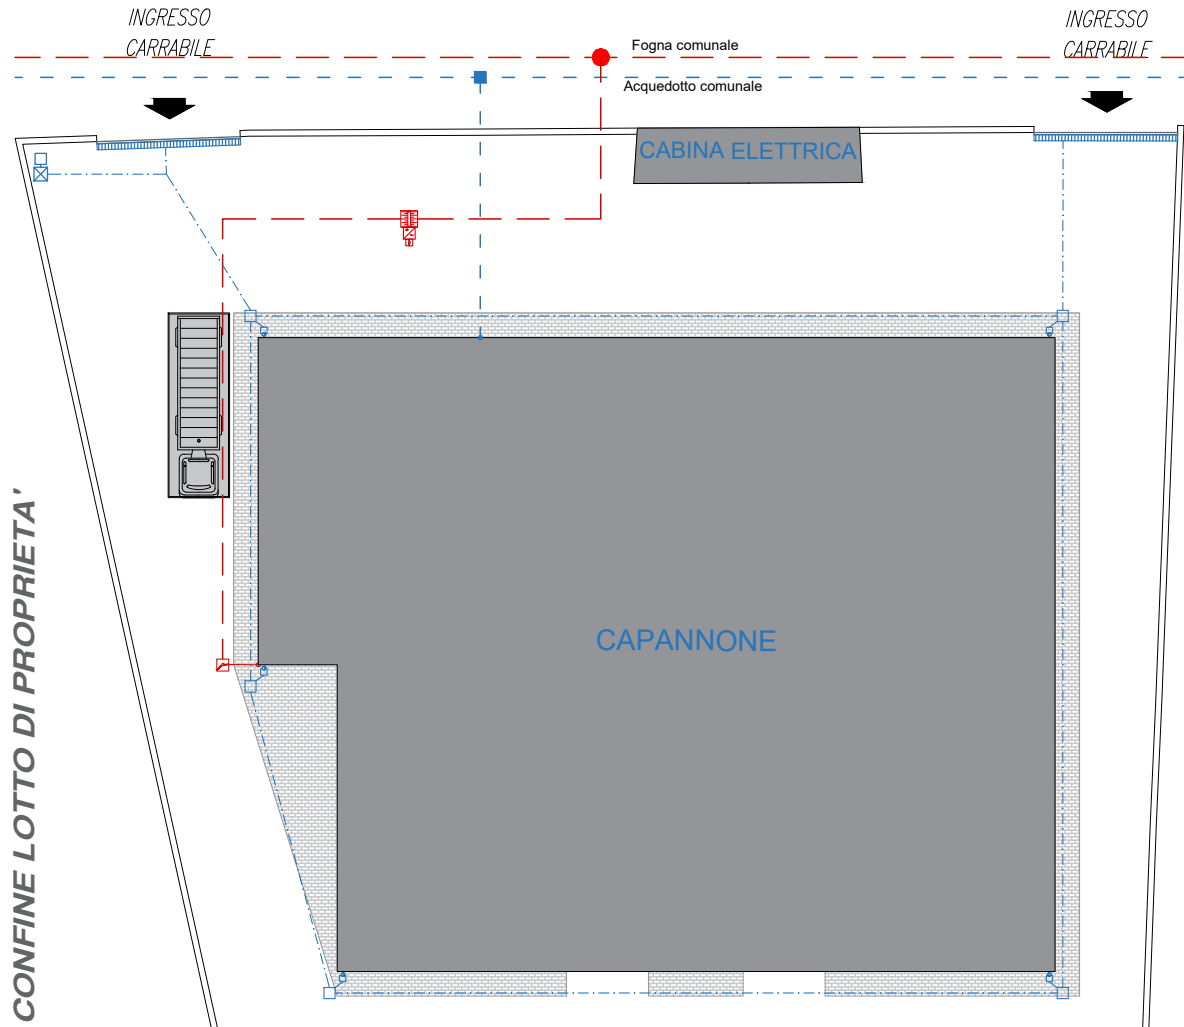 INGRESSO
CARRABILE
INGRESSO
CARRABILE
Fogna comunale
Acquedotto comunale
CABINA ELETTRICA
CAPANNONE
CONFINE LOTTO DI PROPRIETA'